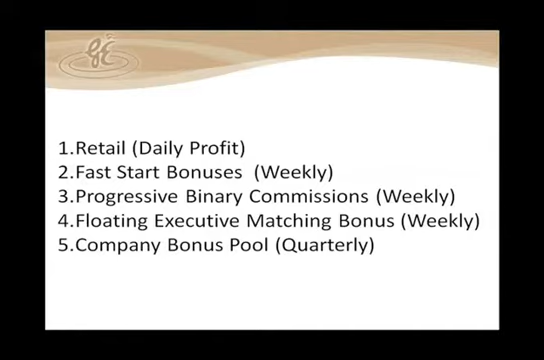 GE
1.Retail (Daily Profit)
2.Fast Start Bonuses (Weekly)
3.Progressive Binary Commissions (Weekly)
4.Floating Executive Matching Bonus (Weekly)
5.Company Bonus Pool (Quarterly)